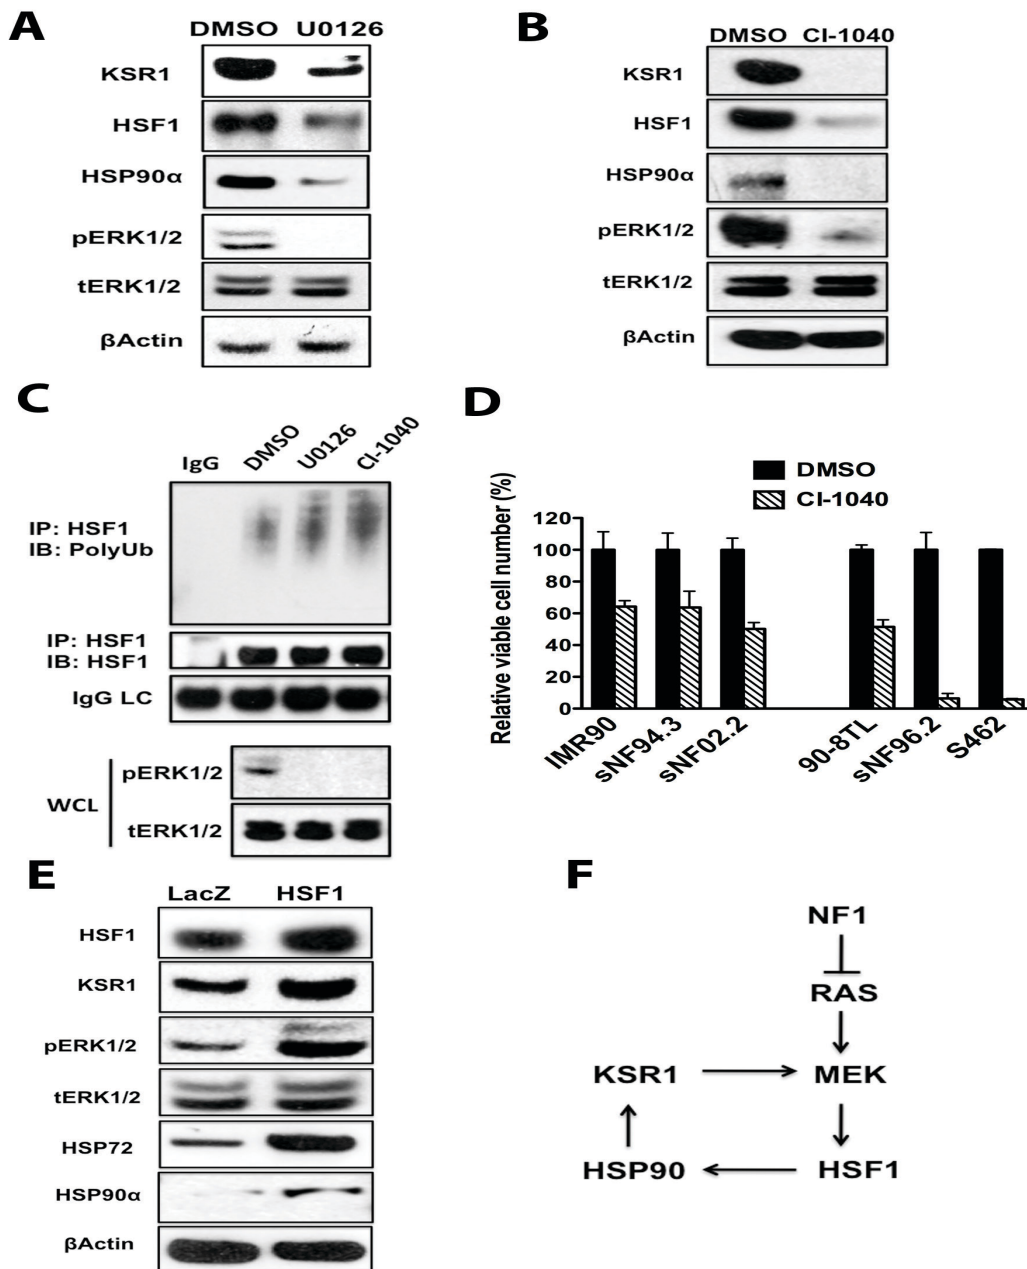 A
DMSO U0126
KSR1
HSF1
HSP90α
pERK1/2
tERK1/2
βActin
B
DMSO CI-1040
KSR1
HSF1
HSP90α
pERK1/2
tERK1/2
βActin
C
IgG DMSO U0126 CI-1040
IP: HSF1
IB: PolyUb
IP: HSF1
IB: HSF1
IgG LC
WCL
pERK1/2
tERK1/2
D
DMSO
CI-1040
Relative viable cell number (%)
120
100
80
60
40
20
0
IMR90 sNF94.3 sNF02.2 90-8TL sNF96.2 S462
E
LacZ HSF1
HSF1
KSR1
pERK1/2
tERK1/2
HSP72
HSP90α
βActin
F
NF1
RAS
KSR1 MEK
HSP90 HSF1